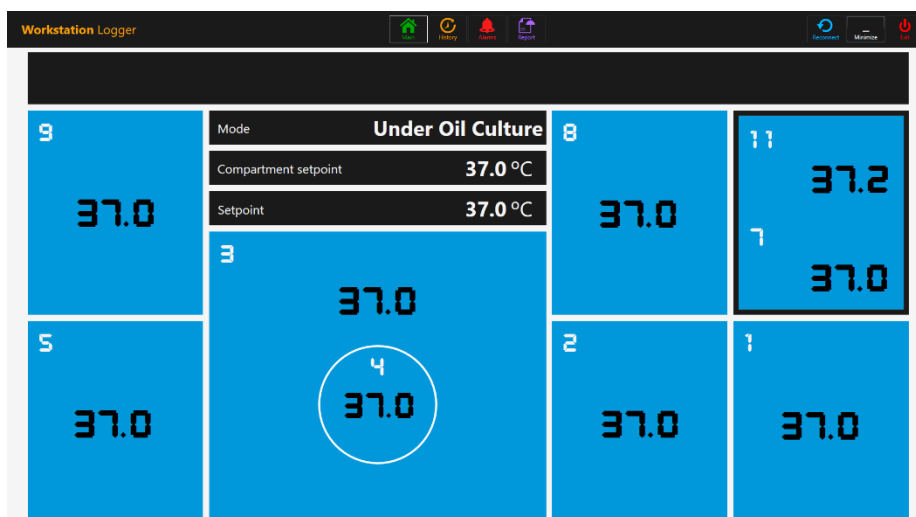 Workstation Logger
Main
History
Alarms
Report
Reconnect
Minimize
Exit
9
37.0
Mode Under Oil Culture
Compartment setpoint 37.0 ºC
Setpoint 37.0 ºC
8
37.0
11
37.2
7
37.0
3
37.0
4
37.0
5
37.0
2
37.0
1
37.0